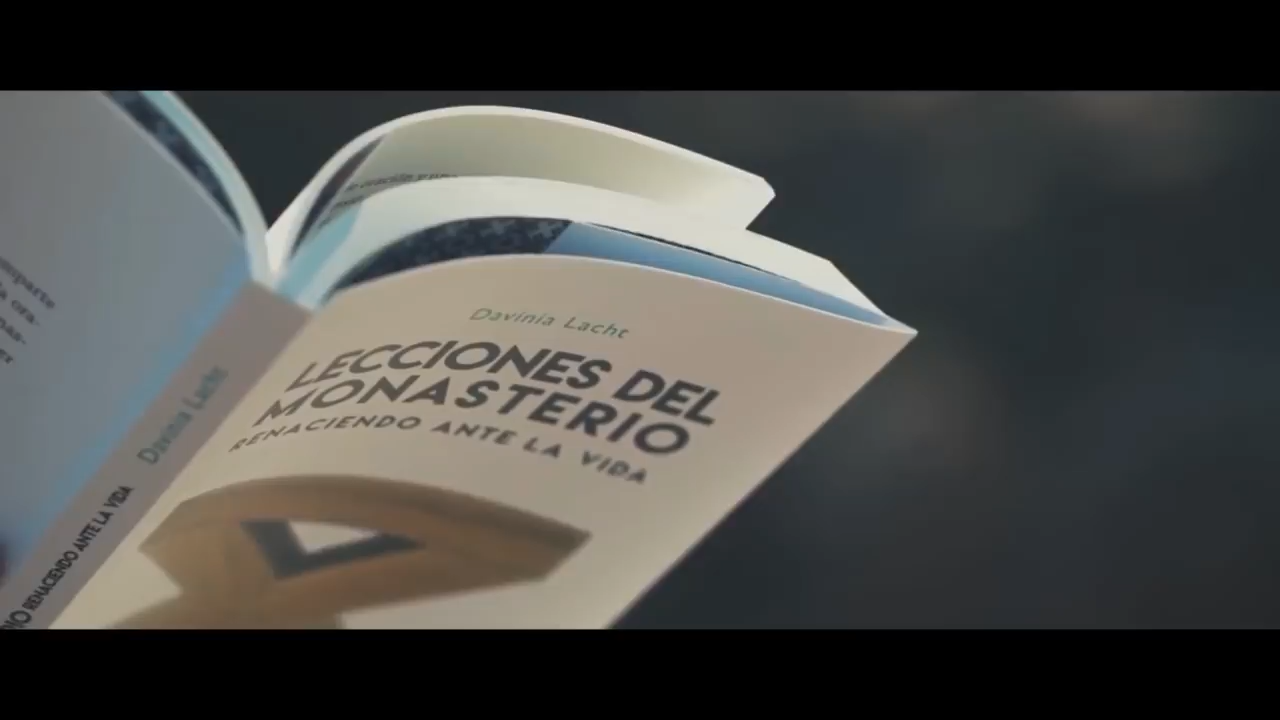 Davinia Lacht
LECCIONES DEL
MONASTERIO
RENACIENDO ANTE LA VIDA
Davinia Lacht
RENACIENDO ANTE LA VIDA